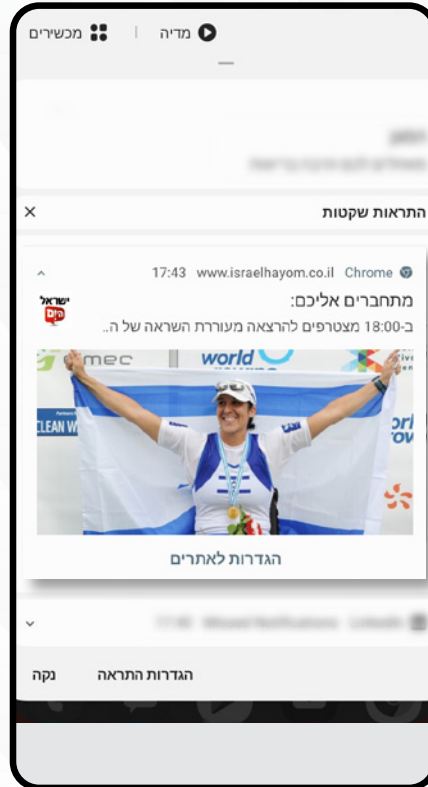 מדיה
מכשירים
התראות שקטות
Chrome www.israelhayom.co.il 17:43
ישראל היום
מתחברים אליכם:
ב-18:00 מצטרפים להרצאה מעוררת השראה של ה..
world
CLEAN W
הגדרות לאתרים
הגדרות התראה
נקה